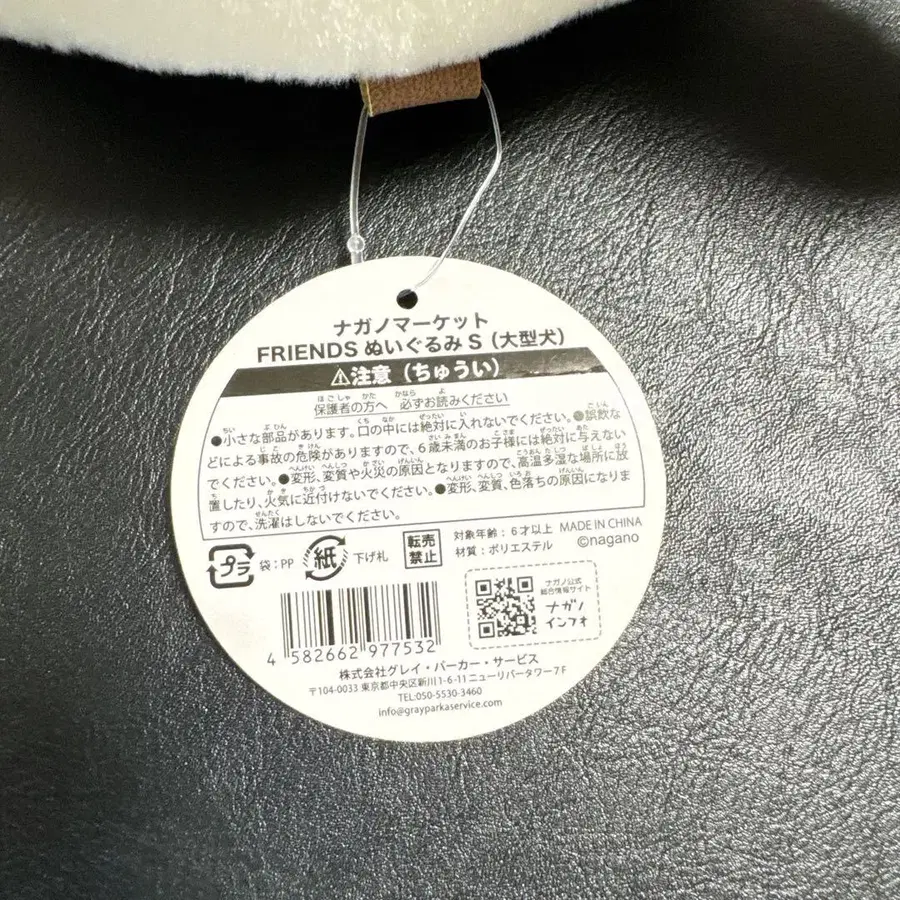 ナガノマーケット
FRIENDS ぬいぐるみ S（大型犬）
⚠注意（ちゅうい）
保護者の方へ 必ずお読みください
●小さな部品があります。口の中には絶対に入れないでください。●誤飲な
どによる事故の危険がありますので、6歳未満のお子様には絶対に与えない
でください。●変形、変質や火災の原因となりますので、高温多湿な場所に放
置したり、火気に近付けないでください。●変形、変質、色落ちの原因になりま
すので、洗濯はしないでください。
プラ 袋：PP 紙 下げ札 転売禁止
対象年齢：6才以上 MADE IN CHINA
材質：ポリエステル ©nagano
ナガノ公式
総合情報サイト
ナガノ
インフォ
4 582662 977532
株式会社グレイ・パーカー・サービス
〒104-0033 東京都中央区新川1-6-11 ニューリバータワー7F
TEL:050-5530-3460
info@grayparkaservice.com